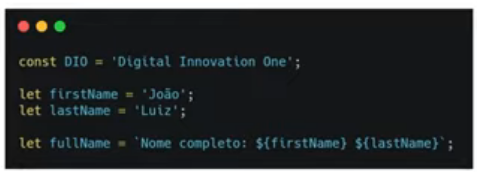 const DIO = 'Digital Innovation One';
let firstName = 'João';
let lastName = 'Luiz';
let fullName = `Nome completo: ${firstName} ${lastName}`;